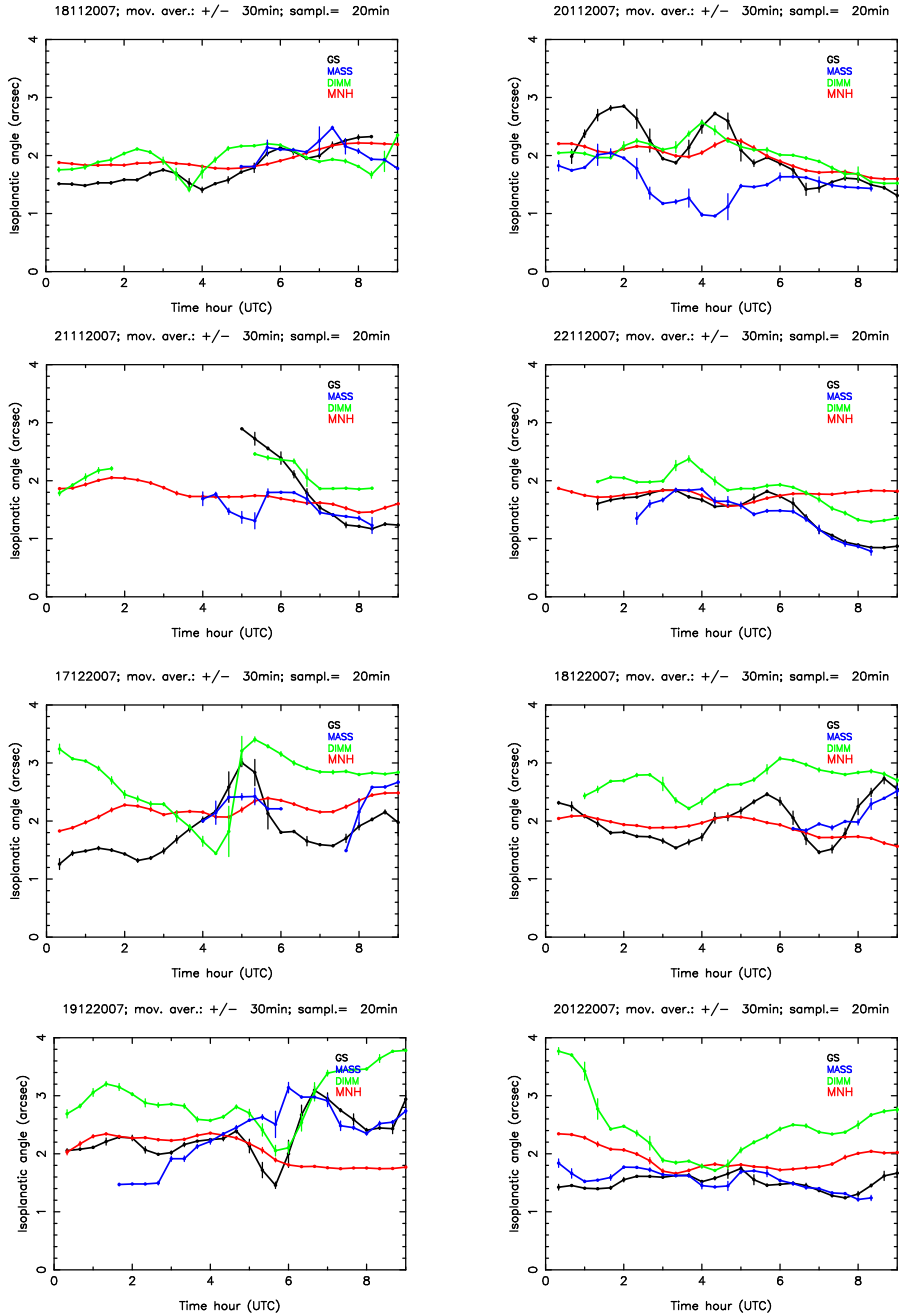 18112007; mov. aver.: +/- 30min; sampl.= 20min
Isoplanatic angle (arcsec)
4
3
2
1
0
GS
MASS
DIMM
MNH
0 2 4 6 8
Time hour (UTC)
20112007; mov. aver.: +/- 30min; sampl.= 20min
Isoplanatic angle (arcsec)
4
3
2
1
0
GS
MASS
DIMM
MNH
0 2 4 6 8
Time hour (UTC)
21112007; mov. aver.: +/- 30min; sampl.= 20min
Isoplanatic angle (arcsec)
4
3
2
1
0
GS
MASS
DIMM
MNH
0 2 4 6 8
Time hour (UTC)
22112007; mov. aver.: +/- 30min; sampl.= 20min
Isoplanatic angle (arcsec)
4
3
2
1
0
GS
MASS
DIMM
MNH
0 2 4 6 8
Time hour (UTC)
17122007; mov. aver.: +/- 30min; sampl.= 20min
Isoplanatic angle (arcsec)
4
3
2
1
0
GS
MASS
DIMM
MNH
0 2 4 6 8
Time hour (UTC)
18122007; mov. aver.: +/- 30min; sampl.= 20min
Isoplanatic angle (arcsec)
4
3
2
1
0
GS
MASS
DIMM
MNH
0 2 4 6 8
Time hour (UTC)
19122007; mov. aver.: +/- 30min; sampl.= 20min
Isoplanatic angle (arcsec)
4
3
2
1
0
GS
MASS
DIMM
MNH
0 2 4 6 8
Time hour (UTC)
20122007; mov. aver.: +/- 30min; sampl.= 20min
Isoplanatic angle (arcsec)
4
3
2
1
0
GS
MASS
DIMM
MNH
0 2 4 6 8
Time hour (UTC)